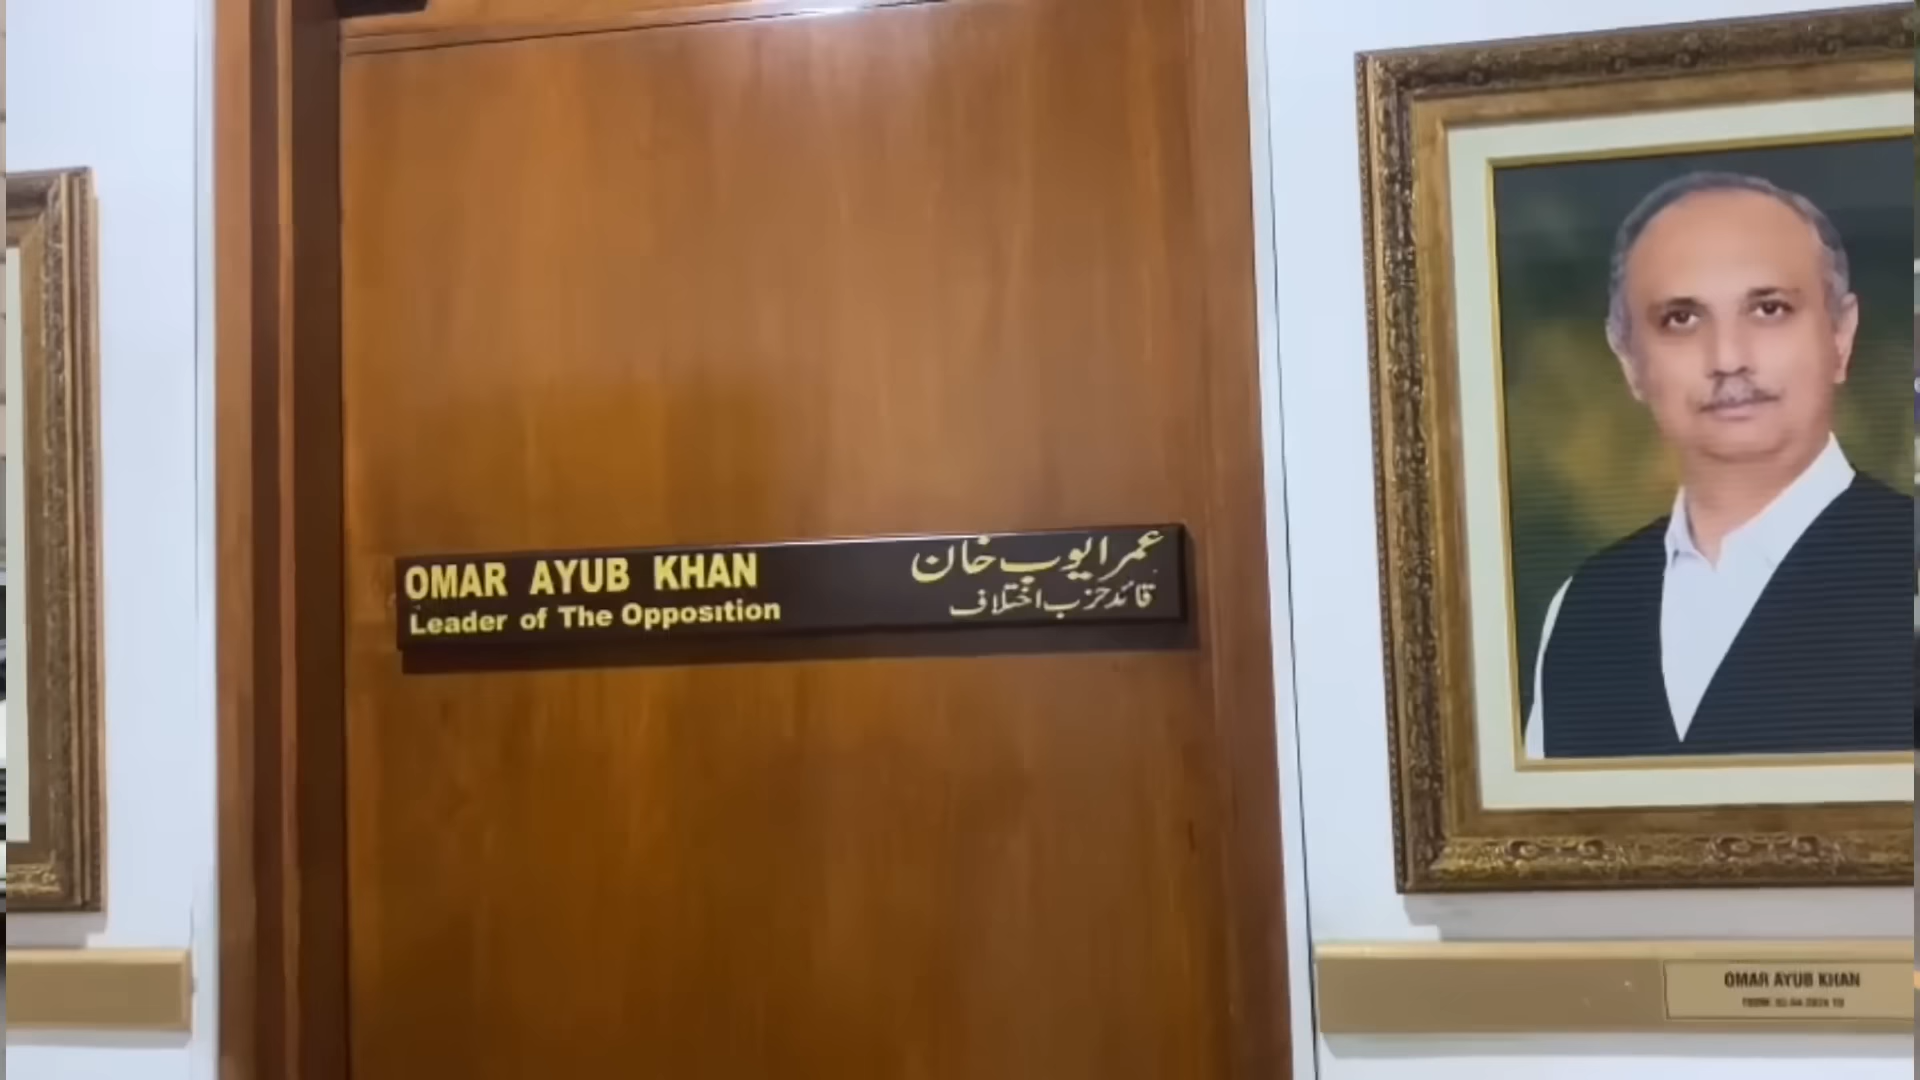 OMAR AYUB KHAN
Leader of The Opposition
عمر ایوب خان
قائد حزب اختلاف
OMAR AYUB KHAN